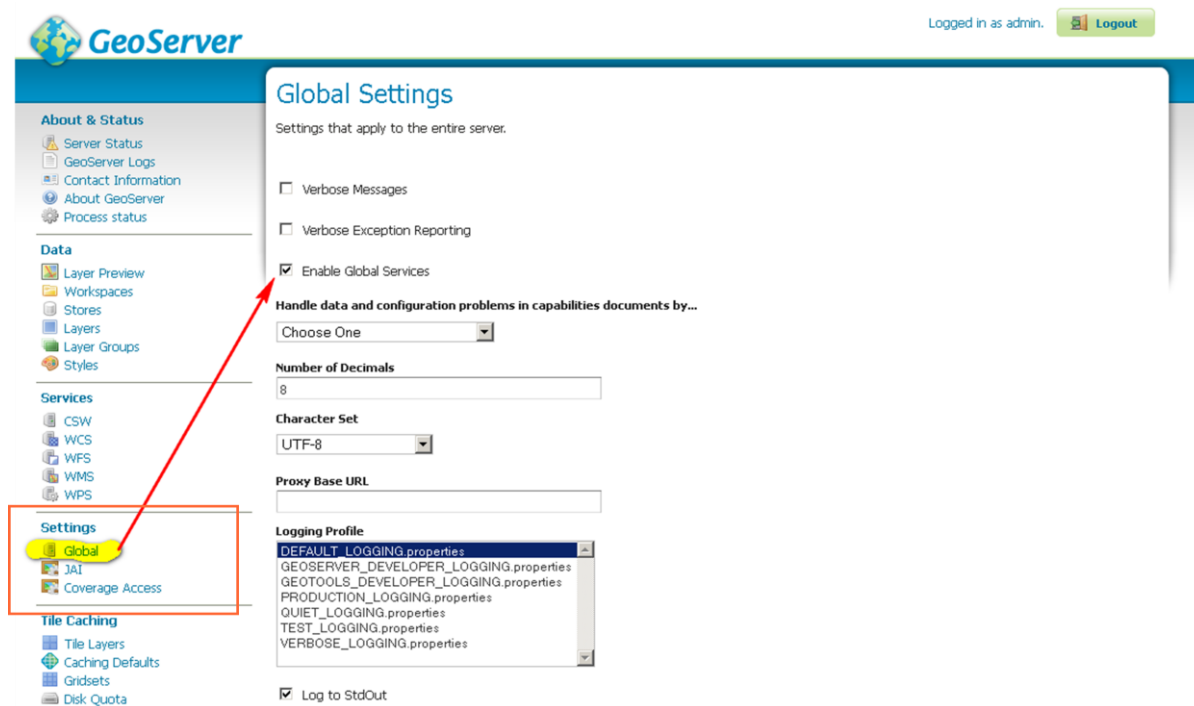 GeoServer
Logged in as admin.
Logout
About & Status
Server Status
GeoServer Logs
Contact Information
About GeoServer
Process status
Data
Layer Preview
Workspaces
Stores
Layers
Layer Groups
Styles
Services
CSW
WCS
WFS
WMS
WPS
Settings
Global
JAI
Coverage Access
Tile Caching
Tile Layers
Caching Defaults
Gridsets
Disk Quota
Global Settings
Settings that apply to the entire server.
Verbose Messages
Verbose Exception Reporting
Enable Global Services
Handle data and configuration problems in capabilities documents by...
Choose One
Number of Decimals
8
Character Set
UTF-8
Proxy Base URL
Logging Profile
DEFAULT_LOGGING.properties
GEOSERVER_DEVELOPER_LOGGING.properties
GEOTOOLS_DEVELOPER_LOGGING.properties
PRODUCTION_LOGGING.properties
QUIET_LOGGING.properties
TEST_LOGGING.properties
VERBOSE_LOGGING.properties
Log to StdOut